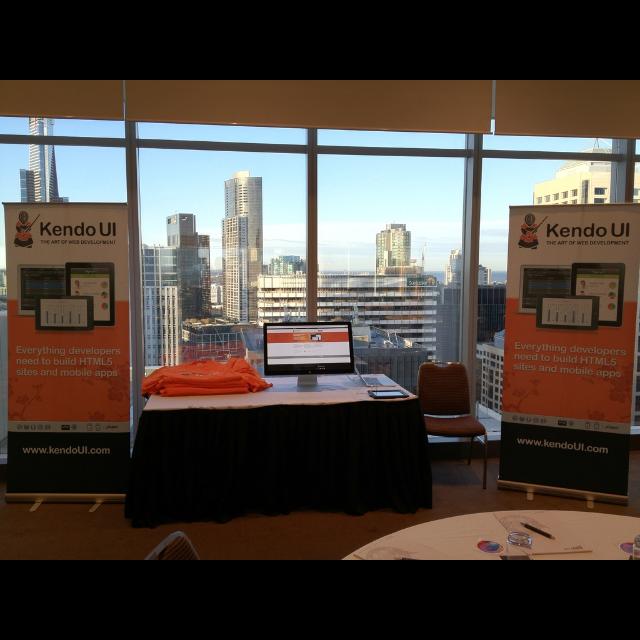 Kendo UI
THE ART OF WEB DEVELOPMENT
Everything developers
need to build HTML5
sites and mobile apps
www.kendoUI.com
Kendo UI
THE ART OF WEB DEVELOPMENT
Everything developers
need to build HTML5
sites and mobile apps
www.kendoUI.com